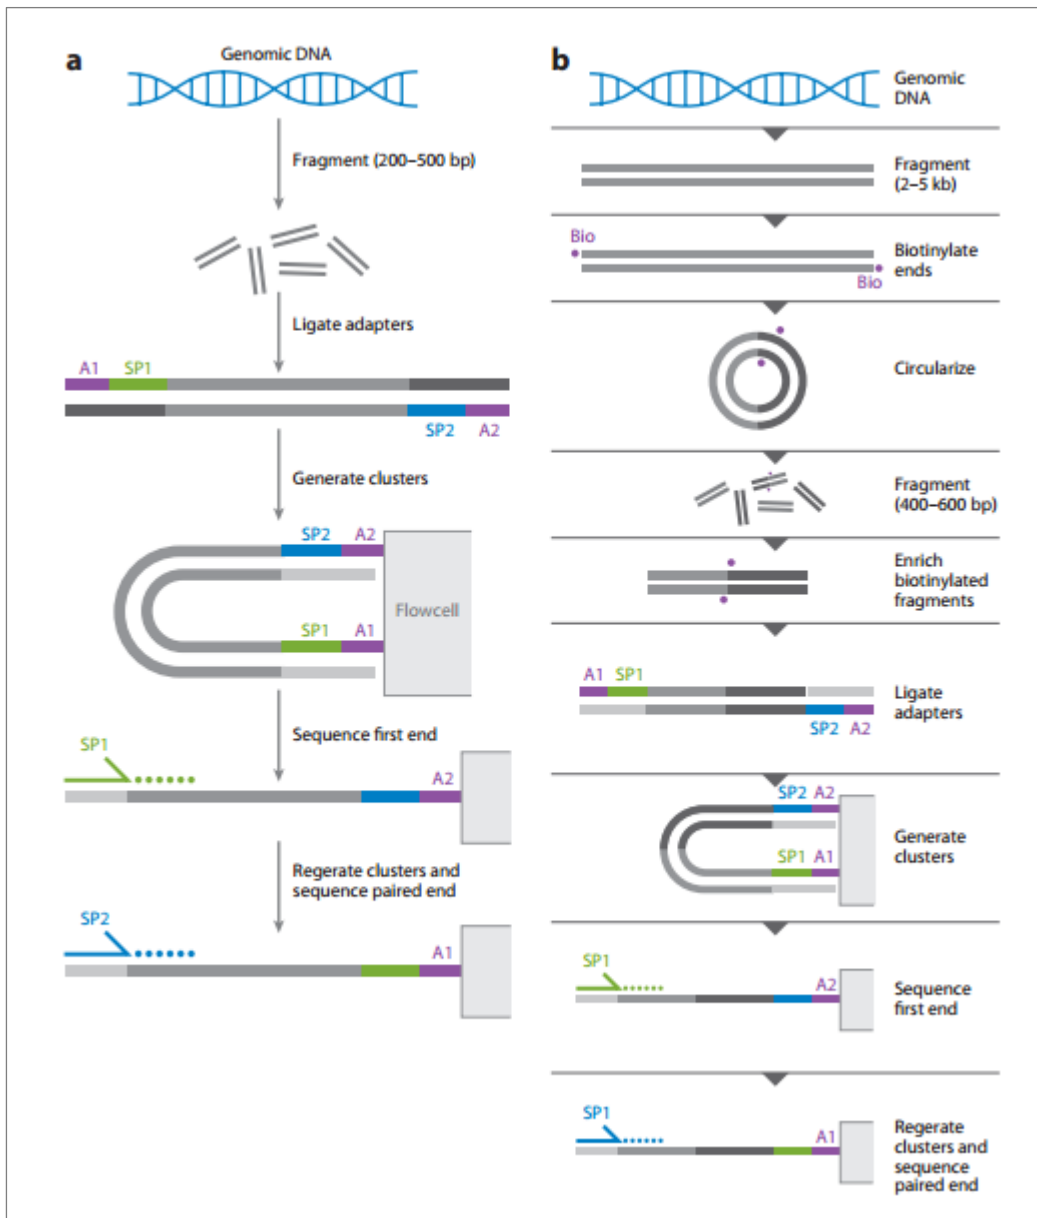 a
Genomic DNA
Fragment (200–500 bp)
Ligate adapters
A1 SP1
SP2 A2
Generate clusters
SP2 A2
Flowcell
SP1 A1
Sequence first end
SP1
A2
Regerate clusters and
sequence paired end
SP2
A1
b
Genomic
DNA
Fragment
(2–5 kb)
Bio
Biotinylate
ends
Bio
Circularize
Fragment
(400–600 bp)
Enrich
biotinylated
fragments
A1 SP1
Ligate
adapters
SP2 A2
SP2 A2
Generate
clusters
SP1 A1
SP1
A2
Sequence
first end
SP1
A1
Regerate
clusters and
sequence
paired end